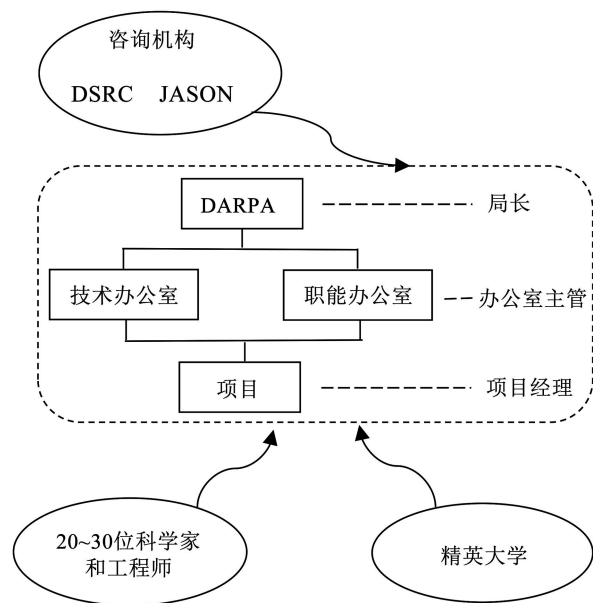 咨询机构
DSRC JASON
DARPA
局长
技术办公室
职能办公室
办公室主管
项目
项目经理
20~30位科学家
和工程师
精英大学